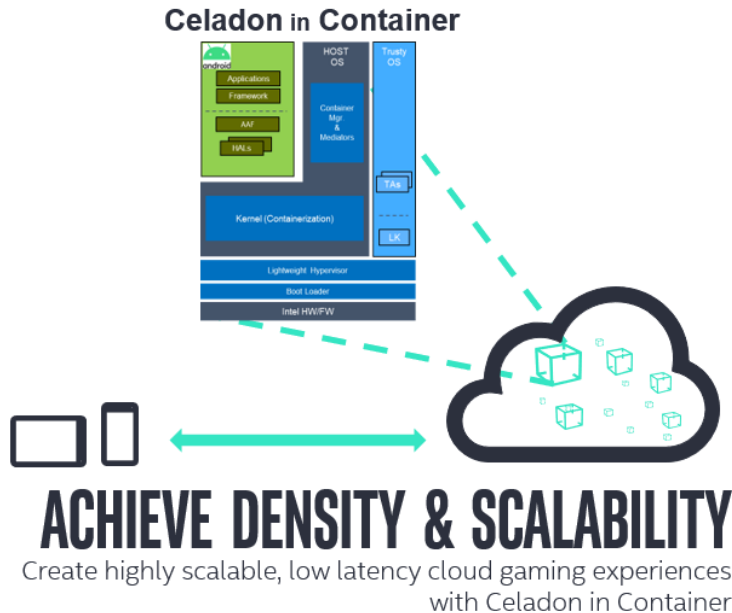 Celadon in Container
android
Applications
Framework
AAF
HALs
HOST
OS
Container
Mgr
&
Mediators
Kernel (Containerization)
Trusty
OS
TAs
LK
Lightweight Hypervisor
Boot Loader
Intel HW/FW
ACHIEVE DENSITY & SCALABILITY
Create highly scalable, low latency cloud gaming experiences
with Celadon in Container